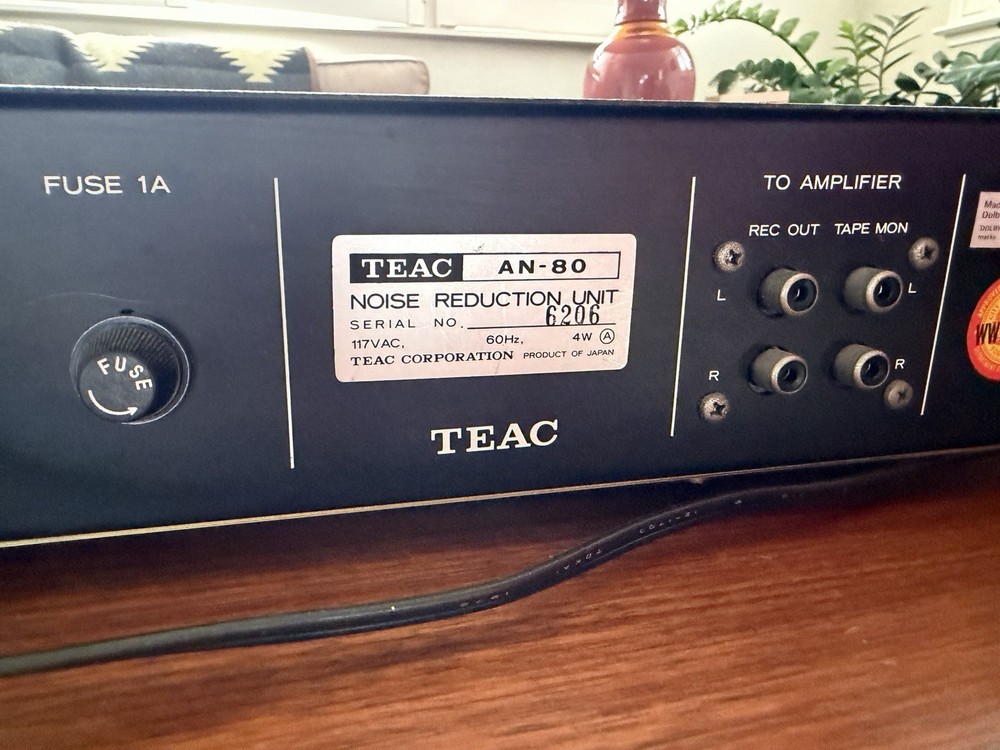 FUSE 1A
FUSE
TEAC AN-80
NOISE REDUCTION UNIT
SERIAL NO. 6206
117VAC, 60Hz, 4W A
TEAC CORPORATION PRODUCT OF JAPAN
TEAC
TO AMPLIFIER
REC OUT TAPE MON
L L
R R
WW